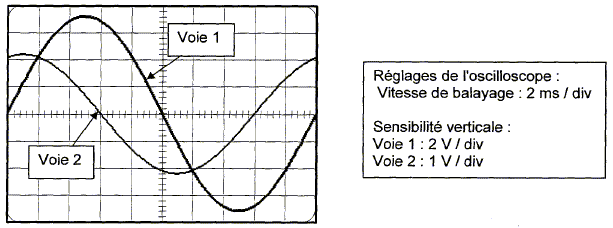 Voie 1
Voie 2
Réglages de l'oscilloscope :
Vitesse de balayage : 2 ms / div
Sensibilité verticale :
Voie 1 : 2 V / div
Voie 2 : 1 V / div